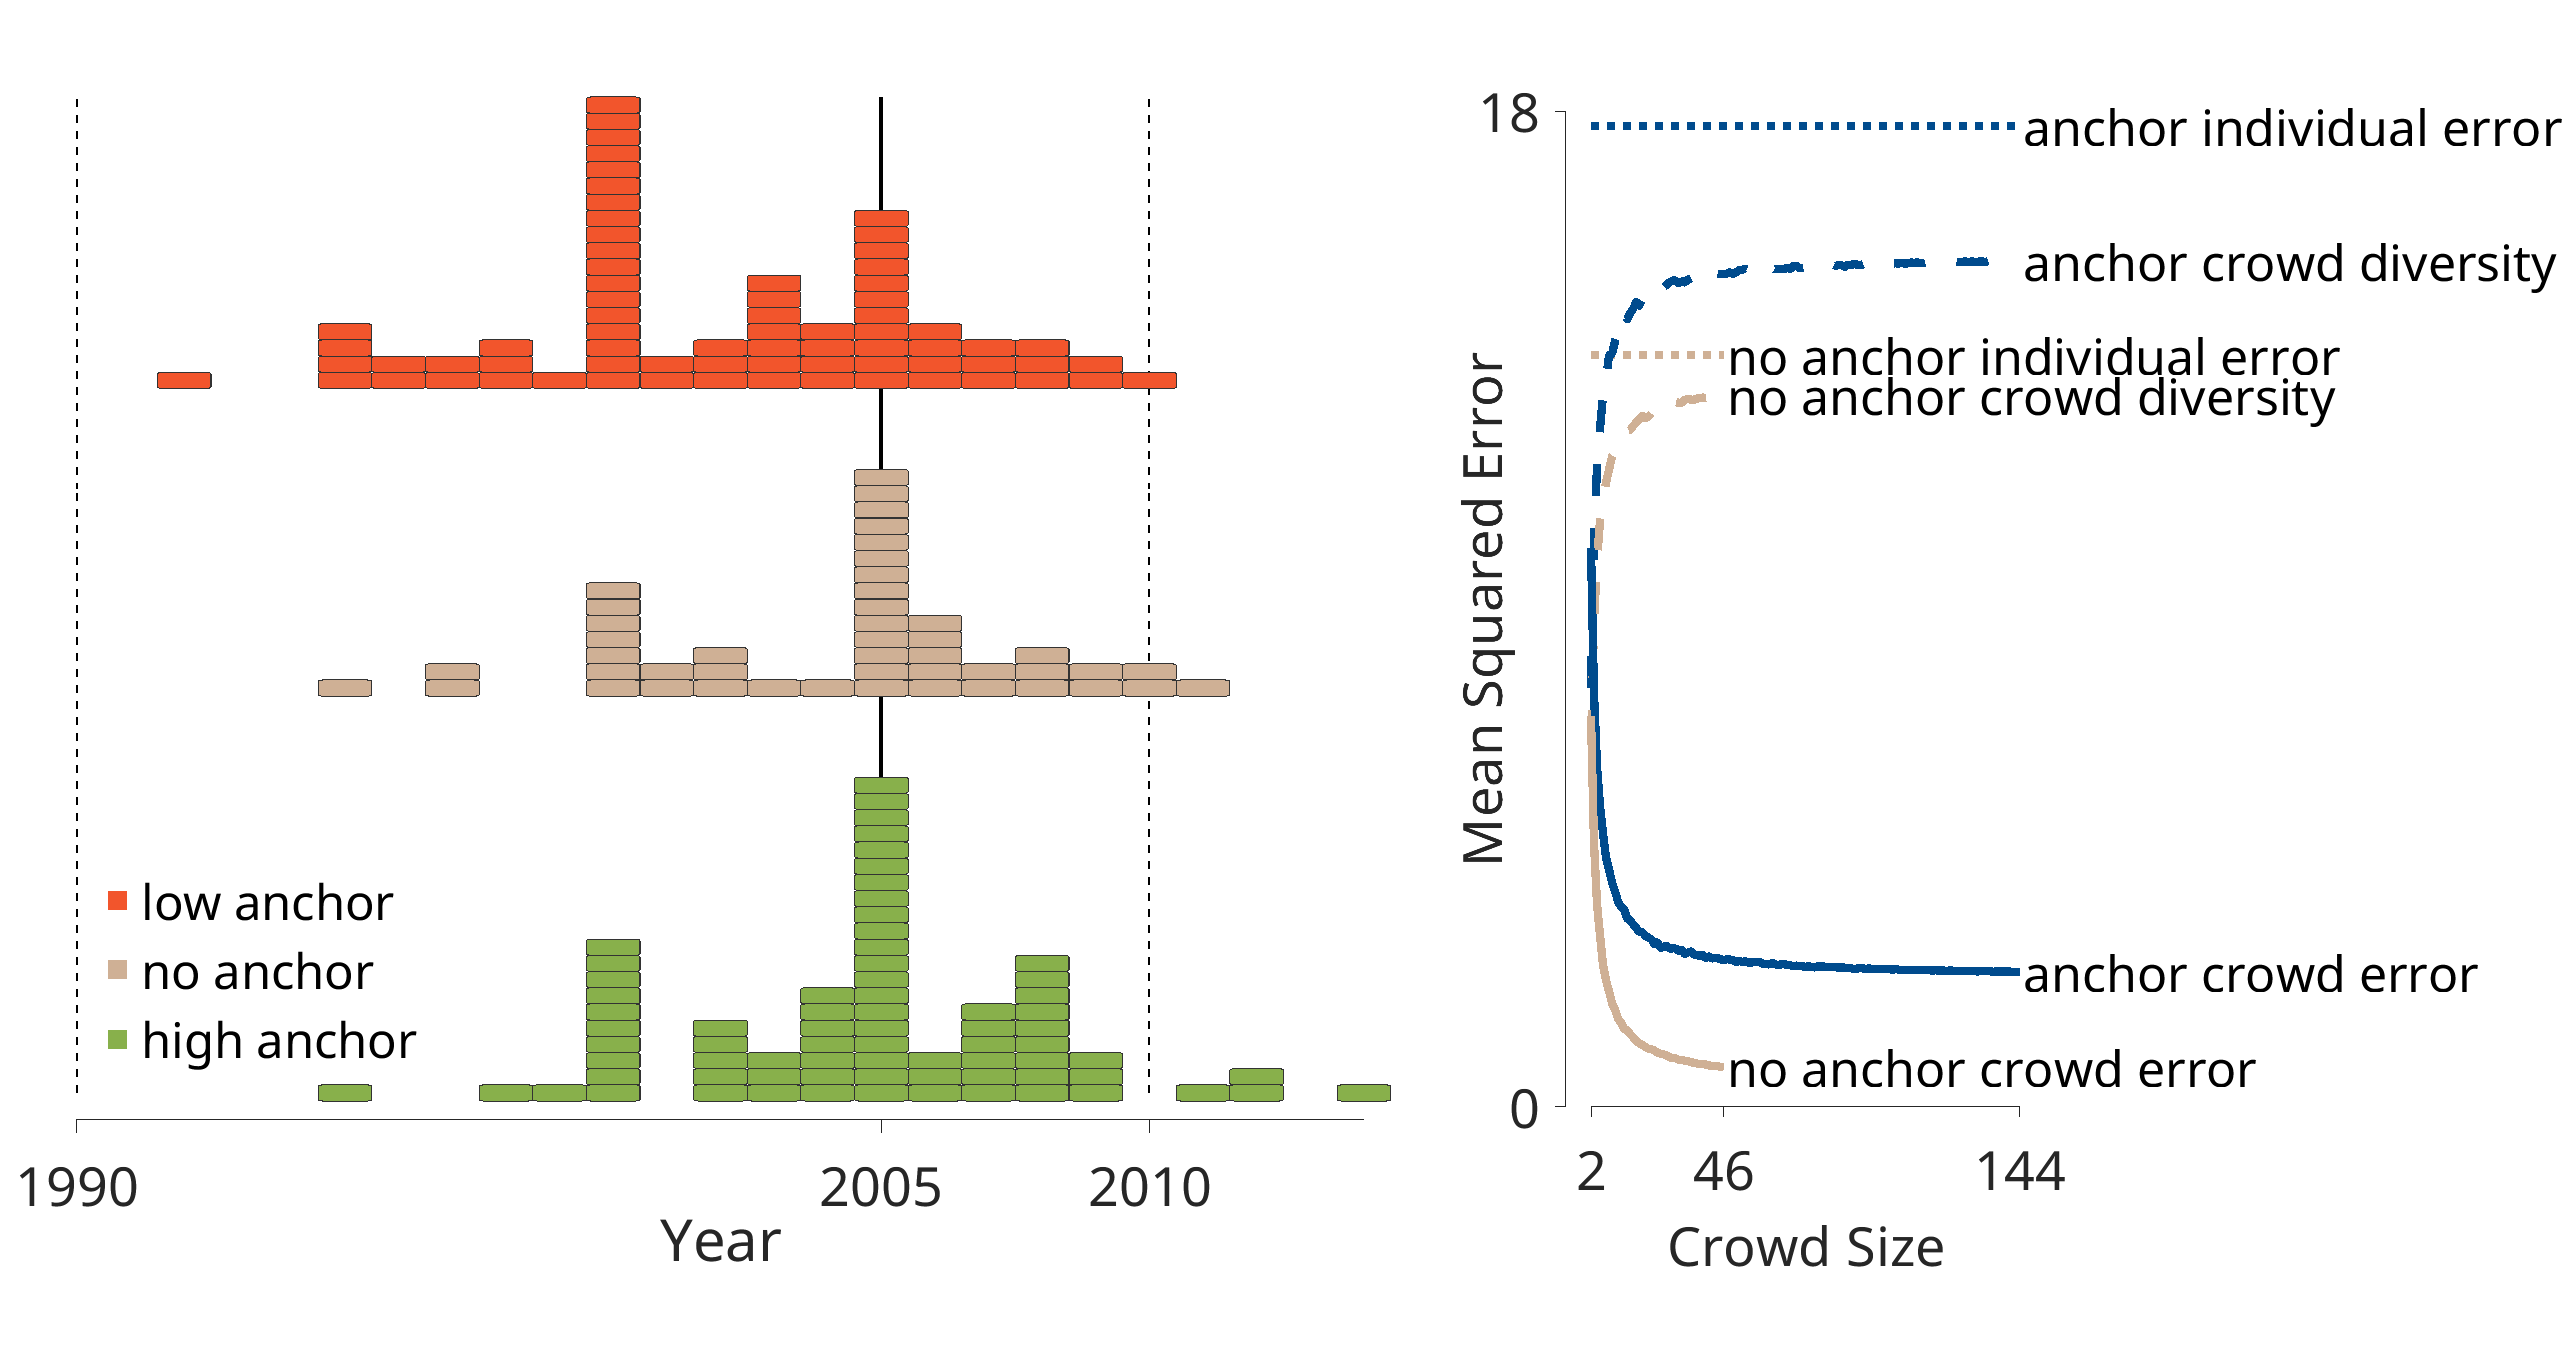 low anchor
no anchor
high anchor
1990
2005
2010
Year
18
0
Mean Squared Error
anchor individual error
anchor crowd diversity
no anchor individual error
no anchor crowd diversity
anchor crowd error
no anchor crowd error
2
46
144
Crowd Size